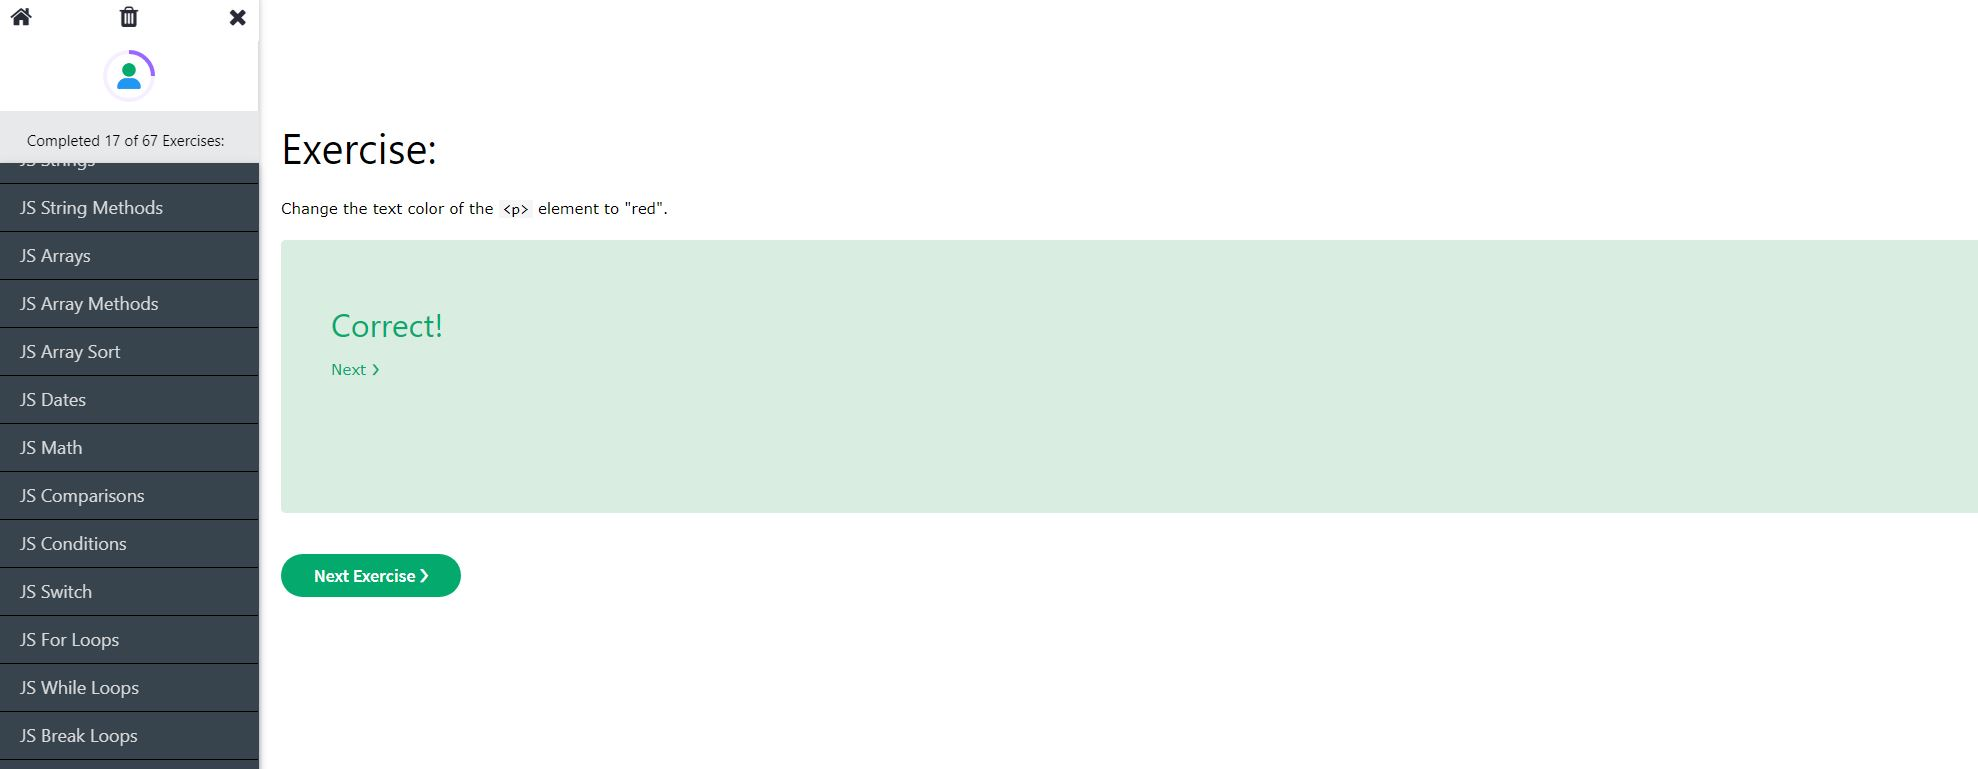 Completed 17 of 67 Exercises:
JS Strings
JS String Methods
JS Arrays
JS Array Methods
JS Array Sort
JS Dates
JS Math
JS Comparisons
JS Conditions
JS Switch
JS For Loops
JS While Loops
JS Break Loops
Exercise:
Change the text color of the <p> element to "red".
Correct!
Next ❯
Next Exercise ❯